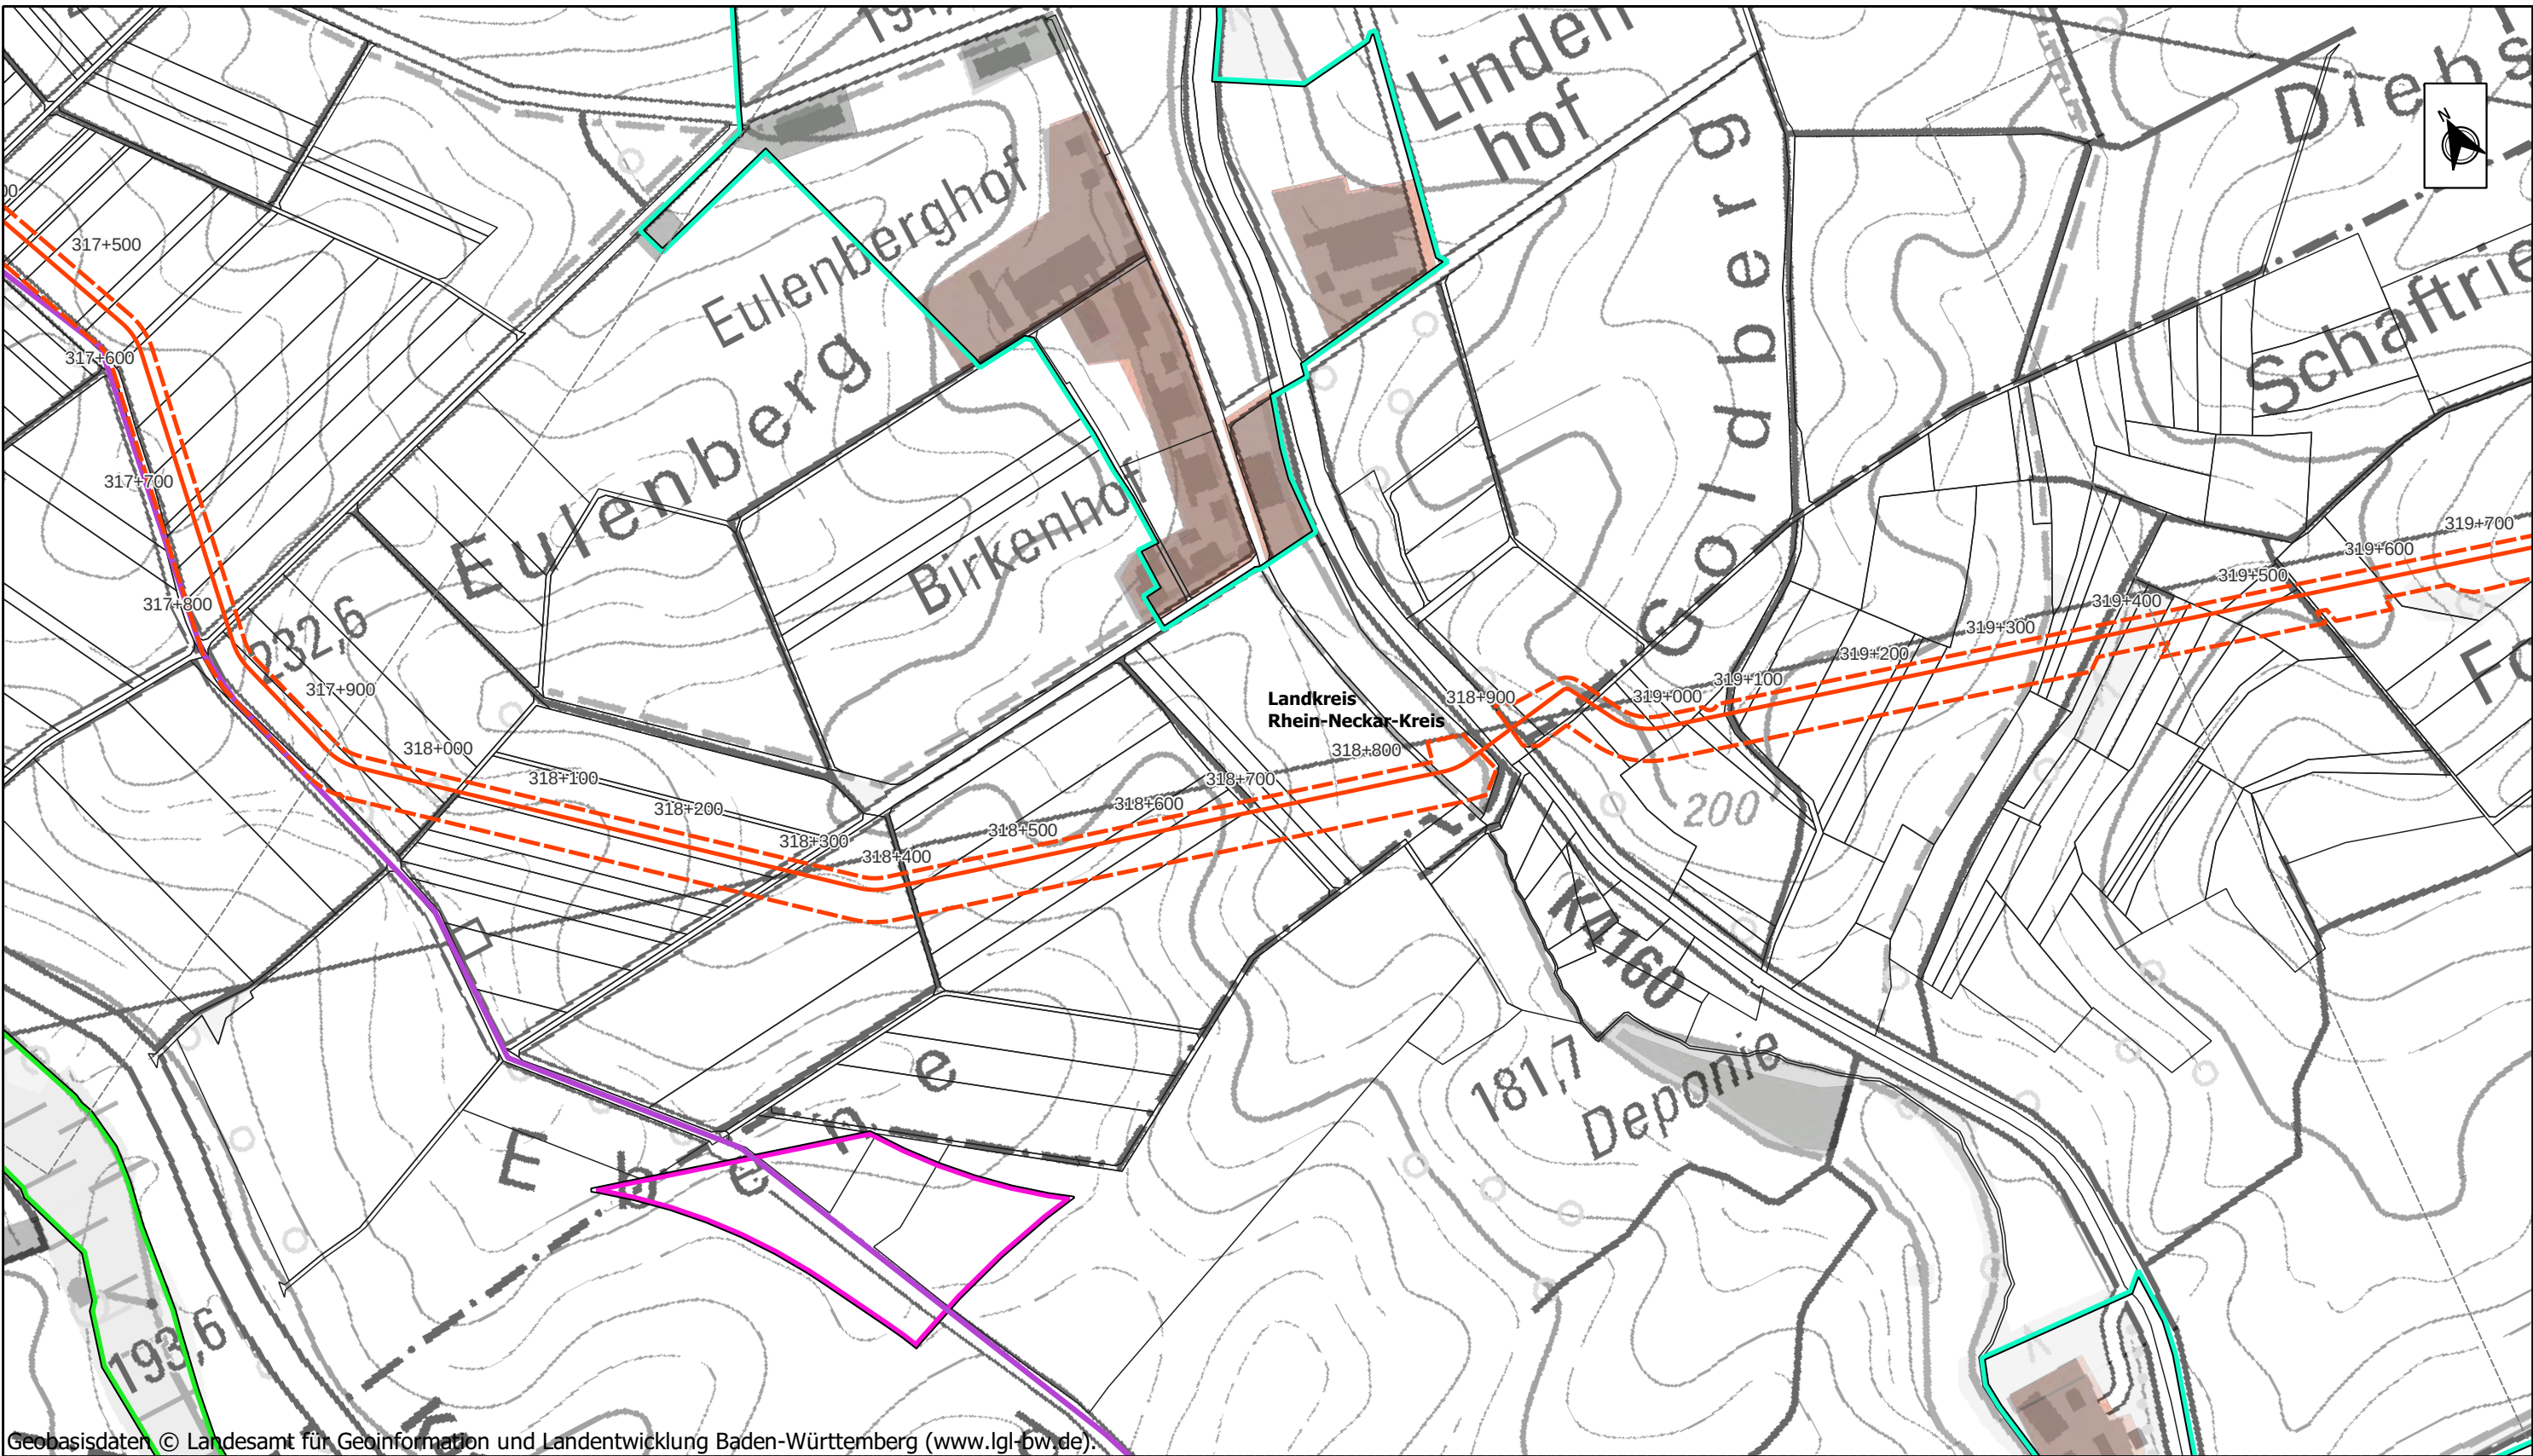 194,
Linden
hof
Diebs
N
317+500
Eulenberghof
Goldberg
Schaftrie
317+600
Eulenberg
317+700
Birkenhof
317+800
232,6
317+900
318+000
318+100
318+200
318+300
318+400
318+500
318+600
318+700
318+800
Landkreis
Rhein-Neckar-Kreis
318+900
319+000
319+100
319+200
319+300
319+400
319+500
319+600
319+700
Fo
200
K4160
Ebene
181,7
Deponie
193,6
K
Geobasisdaten © Landesamt für Geoinformation und Landentwicklung Baden-Württemberg (www.lgl-bw.de).